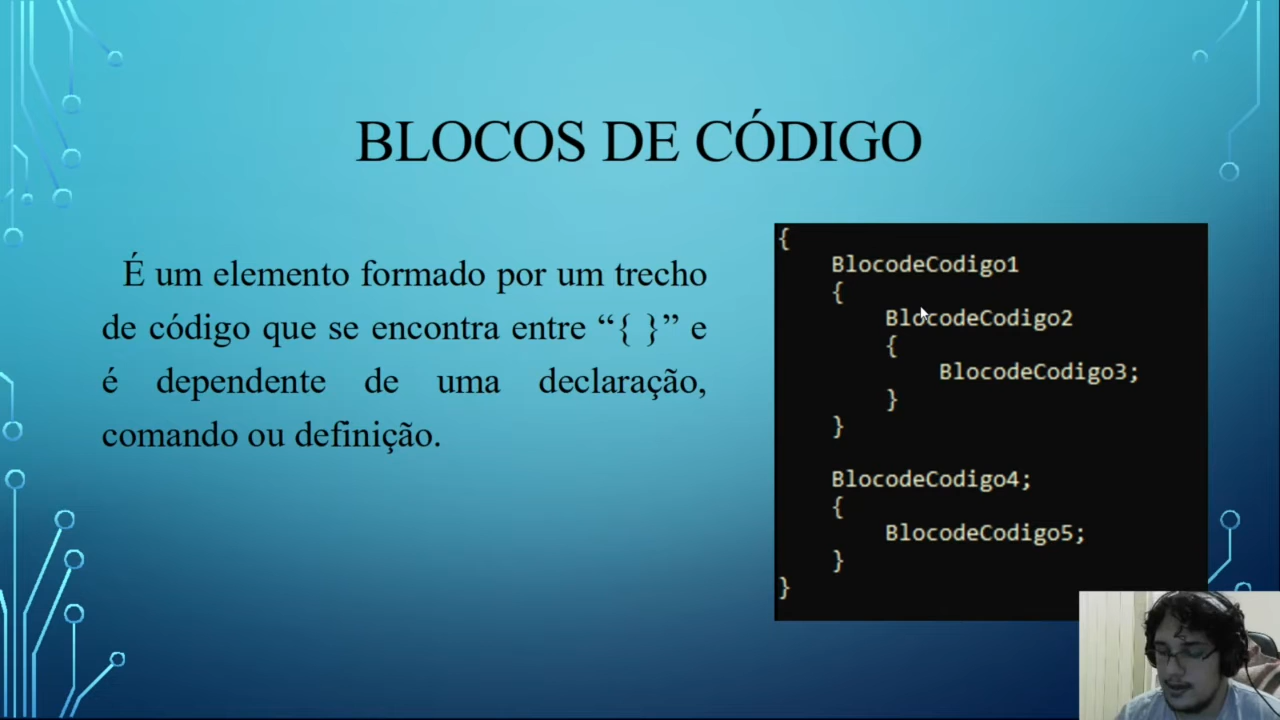 BLOCOS DE CÓDIGO
É um elemento formado por um trecho
de código que se encontra entre “{ }” e
é dependente de uma declaração,
comando ou definição.
{
BlocodeCodigo1
{
BlocodeCodigo2
{
BlocodeCodigo3;
}
}
BlocodeCodigo4;
{
BlocodeCodigo5;
}
}